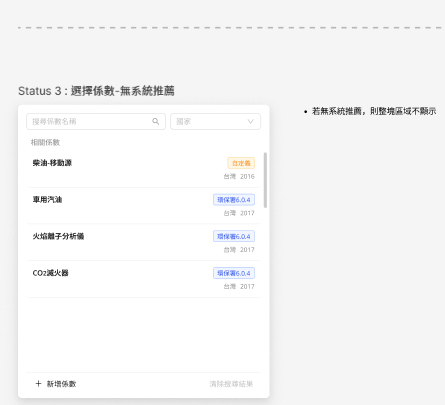 Status 3 : 選擇係數-無系統推薦
搜尋係數名稱
國家
• 若無系統推薦，則整塊區域不顯示
相關係數
柴油-移動源
自定義
台灣 2016
車用汽油
環保署6.0.4
台灣 2017
火焰離子分析儀
環保署6.0.4
台灣 2017
CO2滅火器
環保署6.0.4
台灣 2017
+ 新增係數
清除搜尋結果